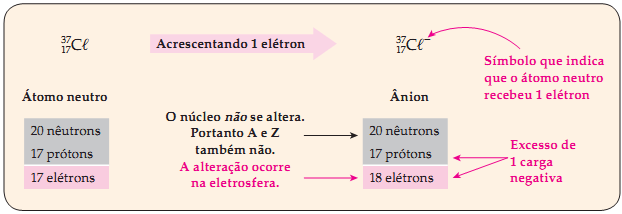 ³⁷₁₇Cℓ
Acrescentando 1 elétron
³⁷₁₇Cℓ⁻
Símbolo que indica
que o átomo neutro
recebeu 1 elétron
Átomo neutro
20 nêutrons
17 prótons
17 elétrons
O núcleo não se altera.
Portanto A e Z
também não.
A alteração ocorre
na eletrosfera.
Ânion
20 nêutrons
17 prótons
18 elétrons
Excesso de
1 carga
negativa